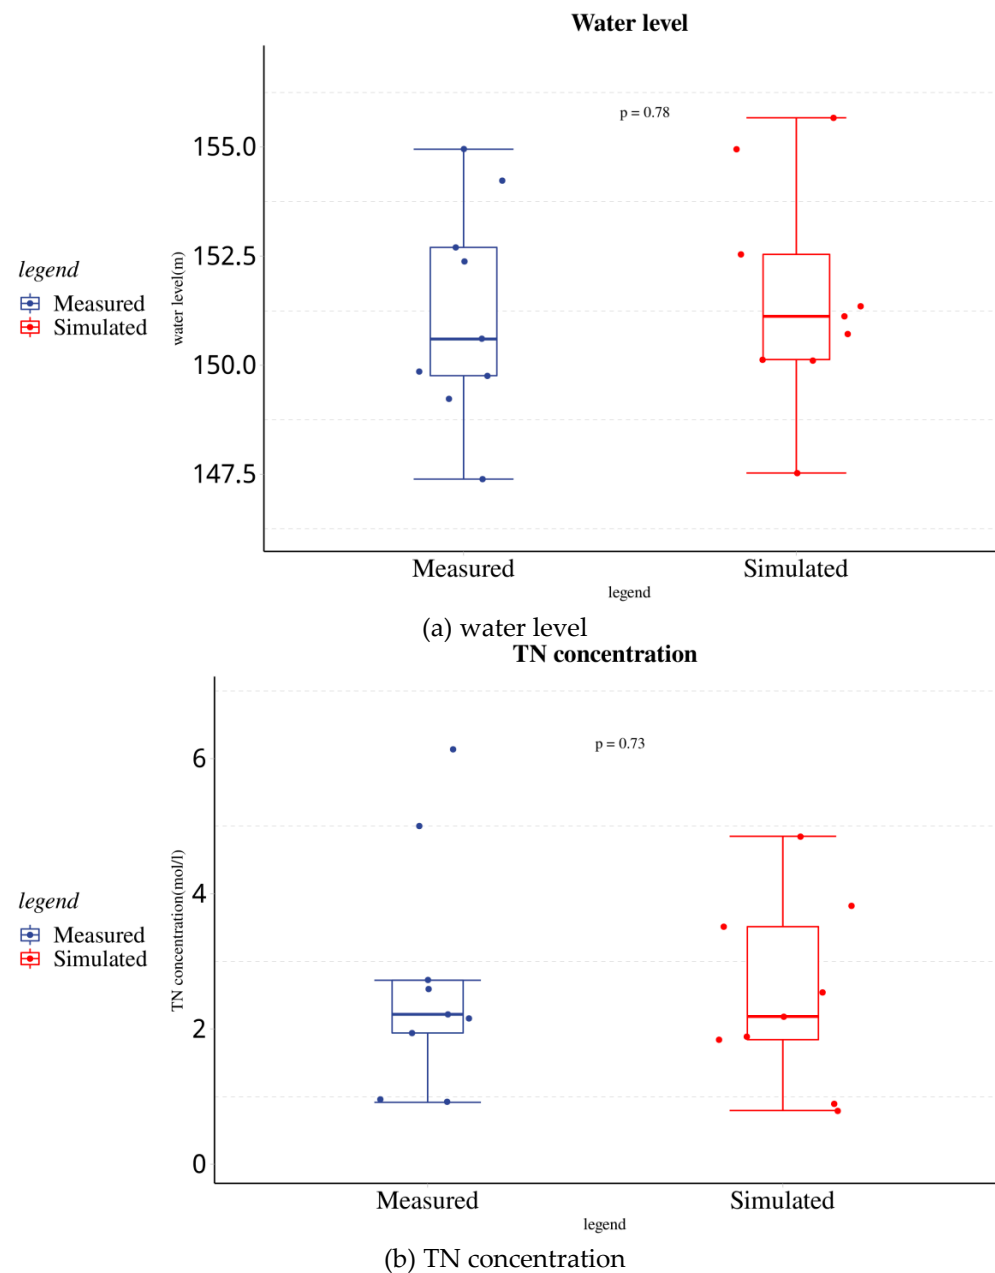 Water level
p = 0.78
155.0
152.5
150.0
147.5
water level(m)
legend
Measured
Simulated
Measured Simulated
legend
(a) water level
TN concentration
p = 0.73
6
4
2
0
TN concentration(mol/l)
legend
Measured
Simulated
Measured Simulated
legend
(b) TN concentration